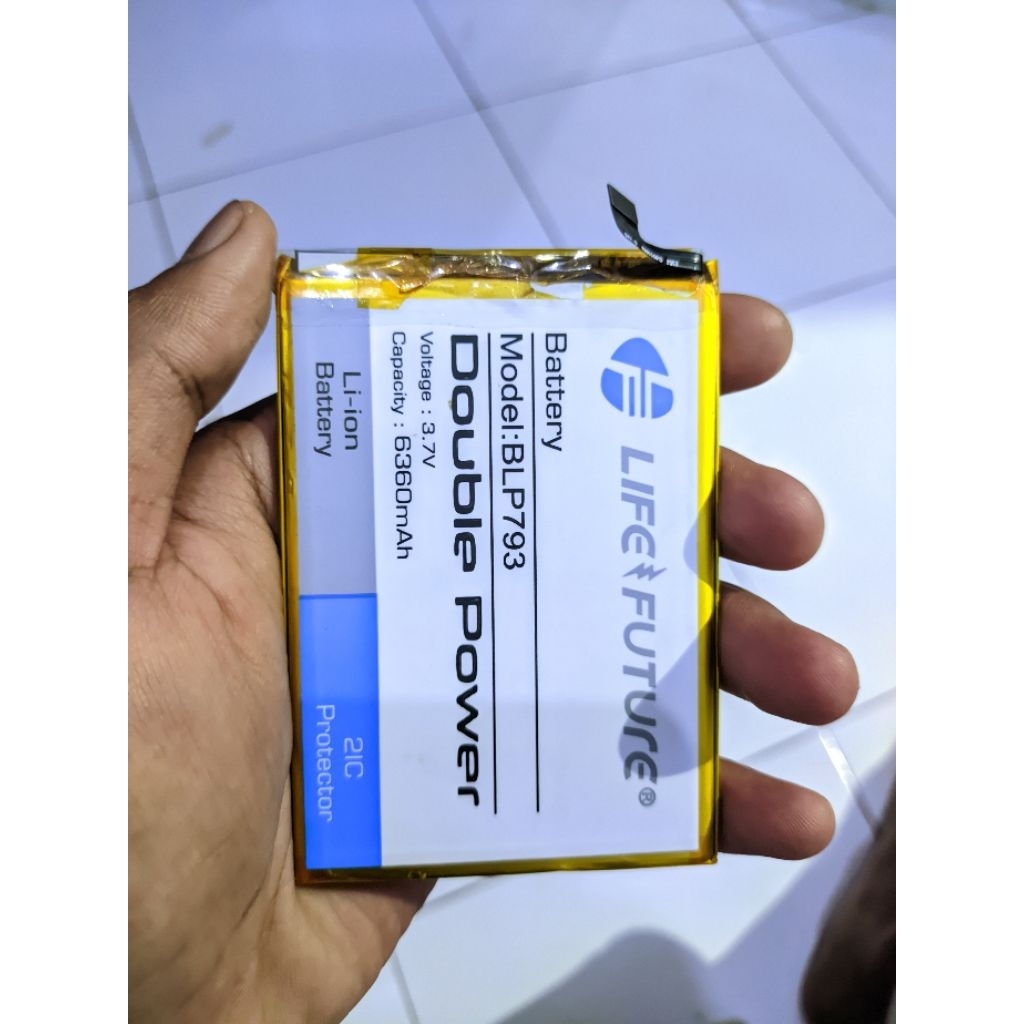 LIFE FUTURE®
Battery
Model:BLP793
Double Power
Voltage : 3.7V
Capacity : 6360mAh
Li-ion
Battery
2IC
Protector